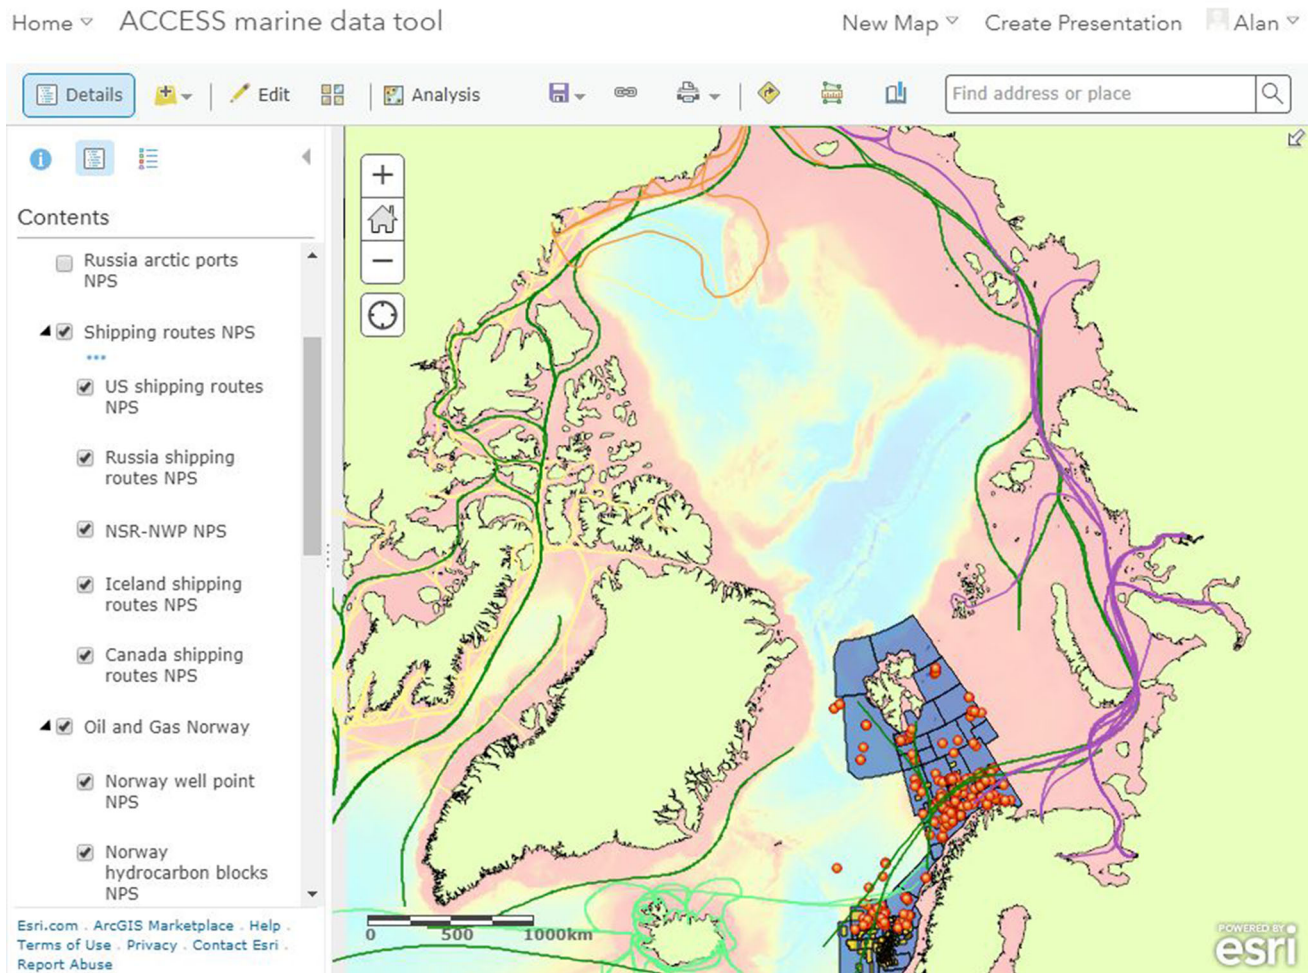 Home ACCESS marine data tool New Map Create Presentation Alan
Details Edit Analysis Find address or place
Contents
Russia arctic ports
NPS
Shipping routes NPS
US shipping routes
NPS
Russia shipping
routes NPS
NSR-NWP NPS
Iceland shipping
routes NPS
Canada shipping
routes NPS
Oil and Gas Norway
Norway well point
NPS
Norway
hydrocarbon blocks
NPS
Esri.com . ArcGIS Marketplace . Help .
Terms of Use . Privacy . Contact Esri .
Report Abuse
0 500 1000km
POWERED BY
esri